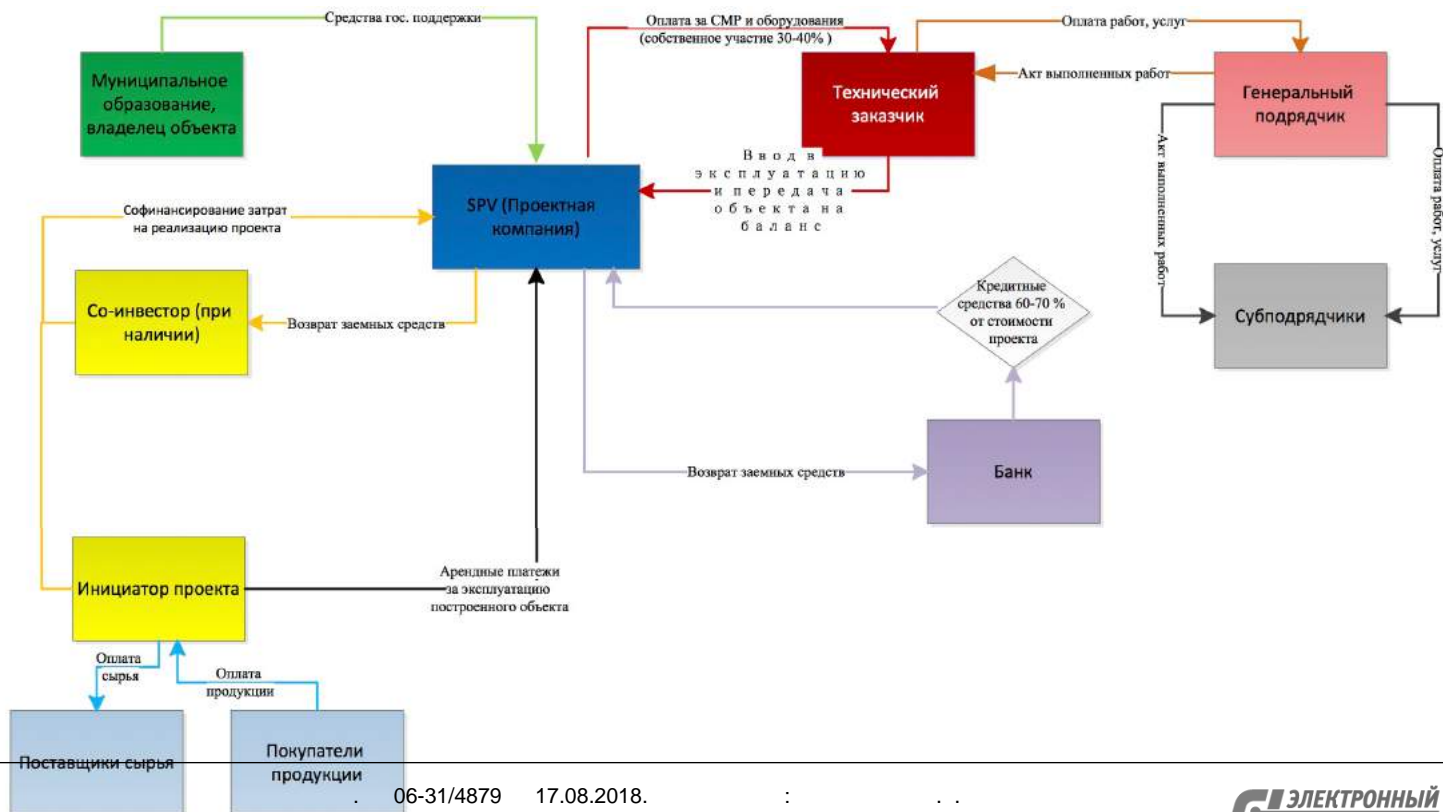 Средства гос. поддержки
Оплата за СМР и оборудования
(собственное участие 30-40% )
Оплата работ, услуг
Муниципальное
образование,
владелец объекта
Технический
заказчик
Акт выполненных работ
Генеральный
подрядчик
Ввод в
эксплуатацию
и передача
объекта на
баланс
Акт выполненных работ
Оплата работ, услуг
SPV (Проектная
компания)
Софинансирование затрат
на реализацию проекта
Со-инвестор (при
наличии)
Возврат заемных средств
Кредитные
средства 60-70 %
от стоимости
проекта
Субподрядчики
Возврат заемных средств
Банк
Инициатор проекта
Арендные платежи
за эксплуатацию
построенного объекта
Оплата
сырья
Оплата
продукции
Поставщики сырья
Покупатели
продукции
. 06-31/4879 17.08.2018. : . .
ЭЛЕКТРОННЫЙ